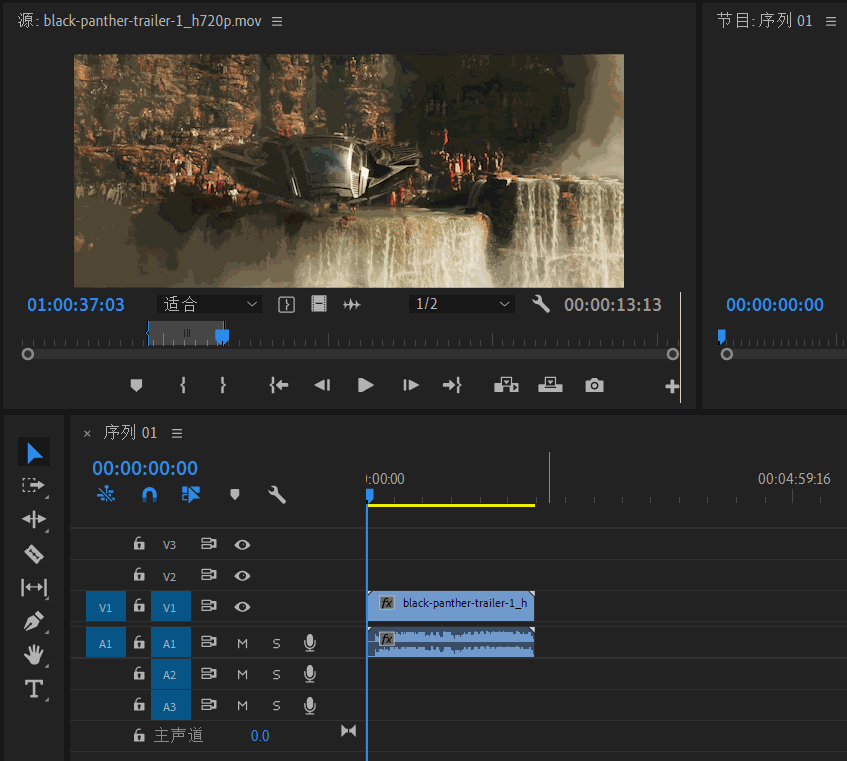 源: black-panther-trailer-1_h720p.mov
节目: 序列 01
01:00:37:03
适合
1/2
00:00:13:13
00:00:00:00
× 序列 01
00:00:00:00
:00:00
00:04:59:16
V3
V2
V1 V1
fx black-panther-trailer-1_h
A1 A1 M S
fx
A2 M S
A3 M S
主声道 0.0
T